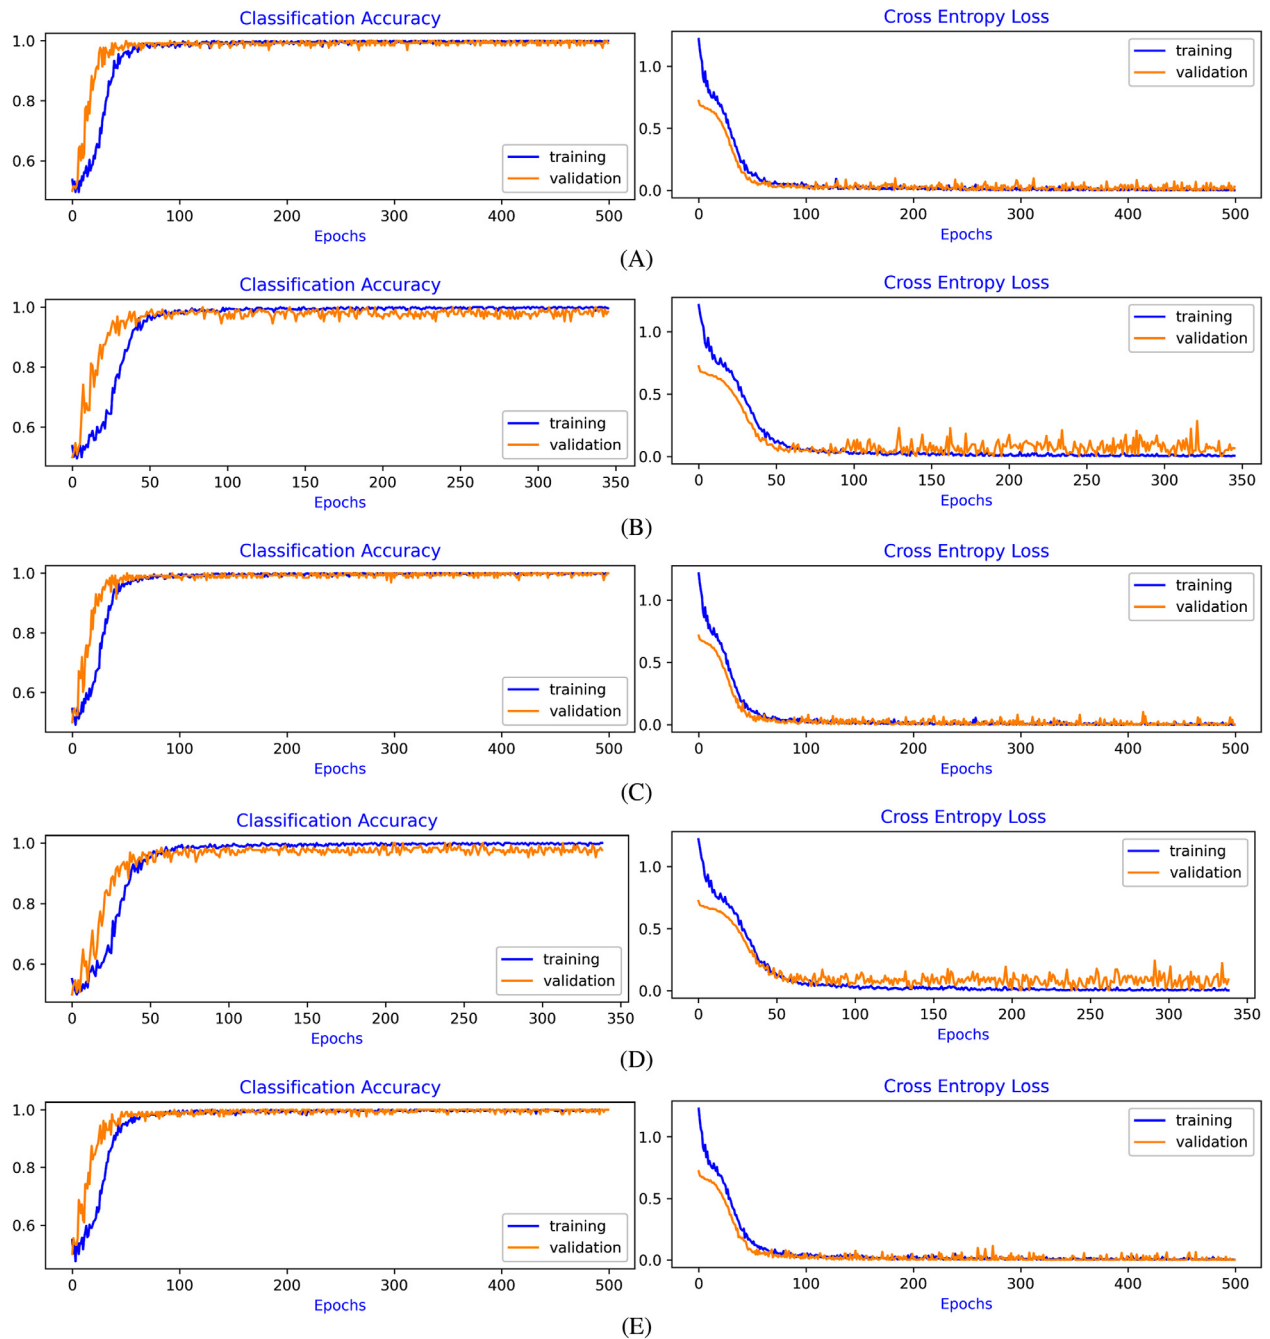 Classification Accuracy
1.0
0.8
0.6
training
validation
0 100 200 300 400 500
Epochs
Cross Entropy Loss
1.0
0.5
0.0
training
validation
0 100 200 300 400 500
Epochs
(A)
Classification Accuracy
1.0
0.8
0.6
training
validation
0 50 100 150 200 250 300 350
Epochs
Cross Entropy Loss
1.0
0.5
0.0
training
validation
0 50 100 150 200 250 300 350
Epochs
(B)
Classification Accuracy
1.0
0.8
0.6
training
validation
0 100 200 300 400 500
Epochs
Cross Entropy Loss
1.0
0.5
0.0
training
validation
0 100 200 300 400 500
Epochs
(C)
Classification Accuracy
1.0
0.8
0.6
training
validation
0 50 100 150 200 250 300 350
Epochs
Cross Entropy Loss
1.0
0.5
0.0
training
validation
0 50 100 150 200 250 300 350
Epochs
(D)
Classification Accuracy
1.0
0.8
0.6
training
validation
0 100 200 300 400 500
Epochs
Cross Entropy Loss
1.0
0.5
0.0
training
validation
0 100 200 300 400 500
Epochs
(E)